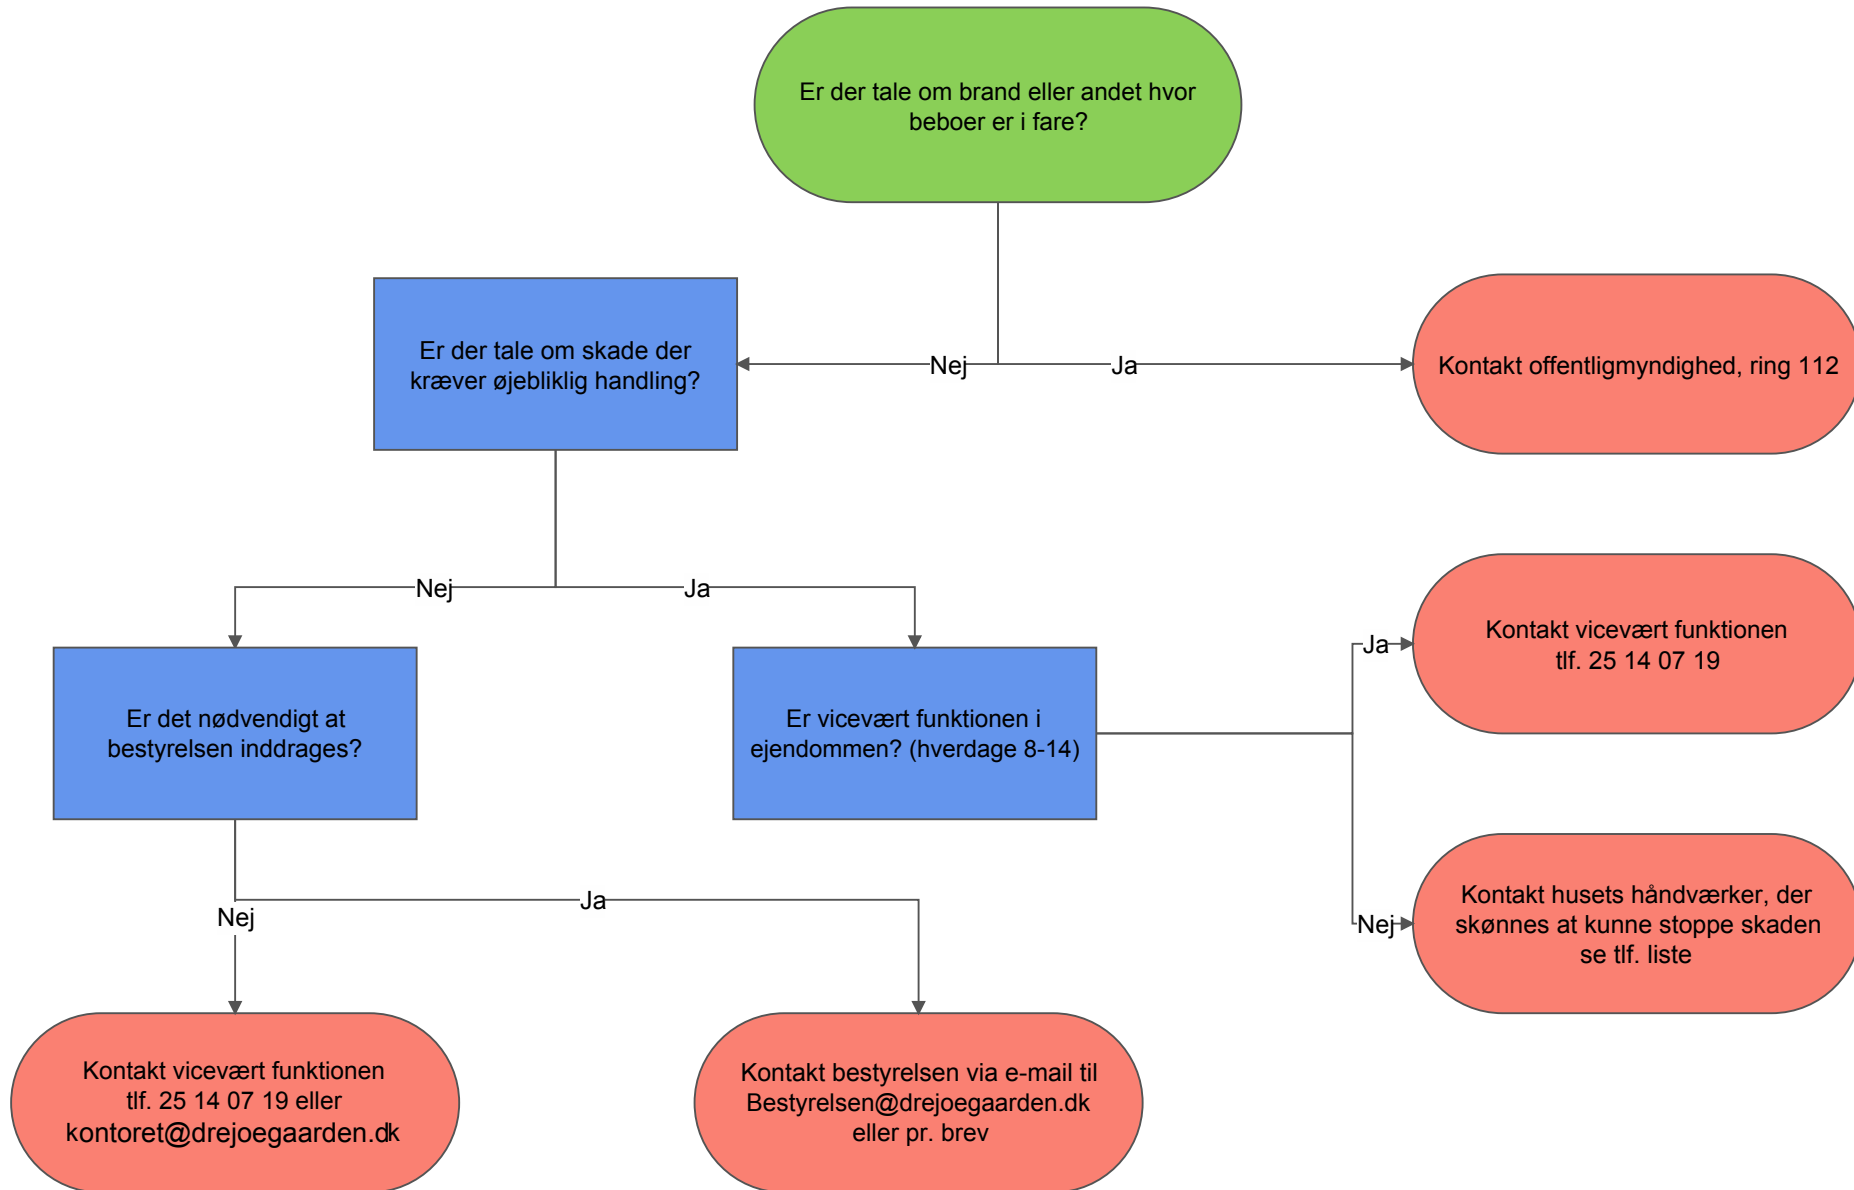 Er der tale om brand eller andet hvor
beboer er i fare?
Er der tale om skade der
kræver øjebliklig handling?
Nej
Ja
Kontakt offentligmyndighed, ring 112
Nej
Ja
Er det nødvendigt at
bestyrelsen inddrages?
Er vicevært funktionen i
ejendommen? (hverdage 8-14)
Ja
Kontakt vicevært funktionen
tlf. 25 14 07 19
Nej
Kontakt husets håndværker, der
skønnes at kunne stoppe skaden
se tlf. liste
Nej
Ja
Kontakt vicevært funktionen
tlf. 25 14 07 19 eller
kontoret@drejoegaarden.dk
Kontakt bestyrelsen via e-mail til
Bestyrelsen@drejoegaarden.dk
eller pr. brev